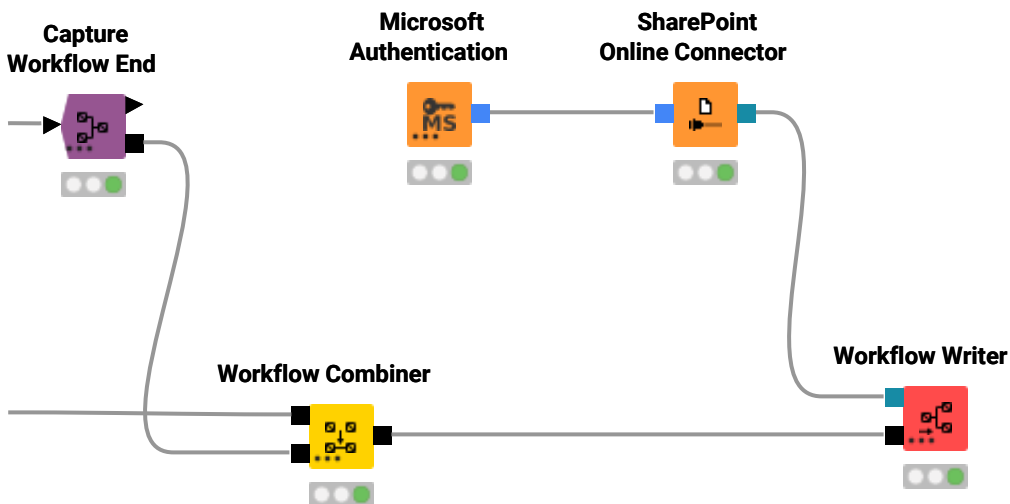 Capture
Workflow End
Microsoft
Authentication
SharePoint
Online Connector
MS
Workflow Combiner
Workflow Writer